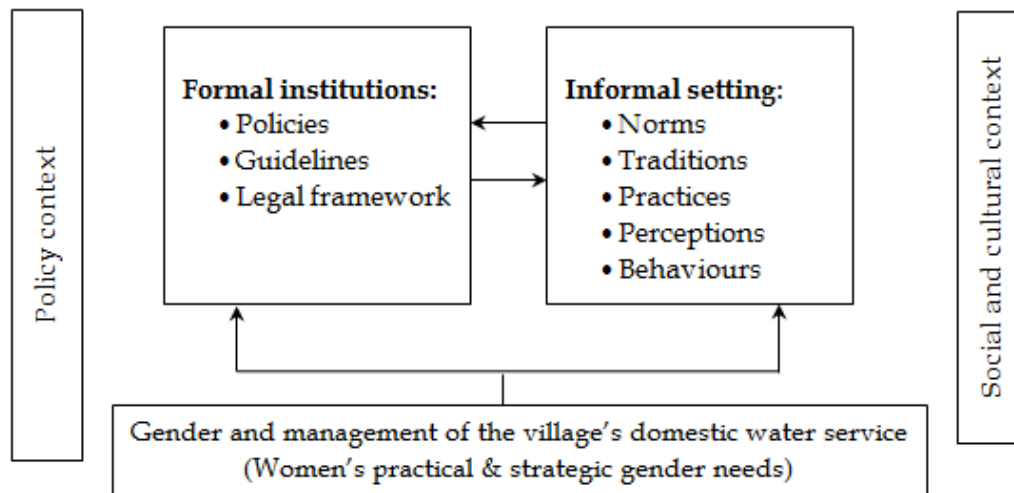 Policy context
Formal institutions:
• Policies
• Guidelines
• Legal framework
Informal setting:
• Norms
• Traditions
• Practices
• Perceptions
• Behaviours
Social and cultural context
Gender and management of the village’s domestic water service
(Women’s practical & strategic gender needs)